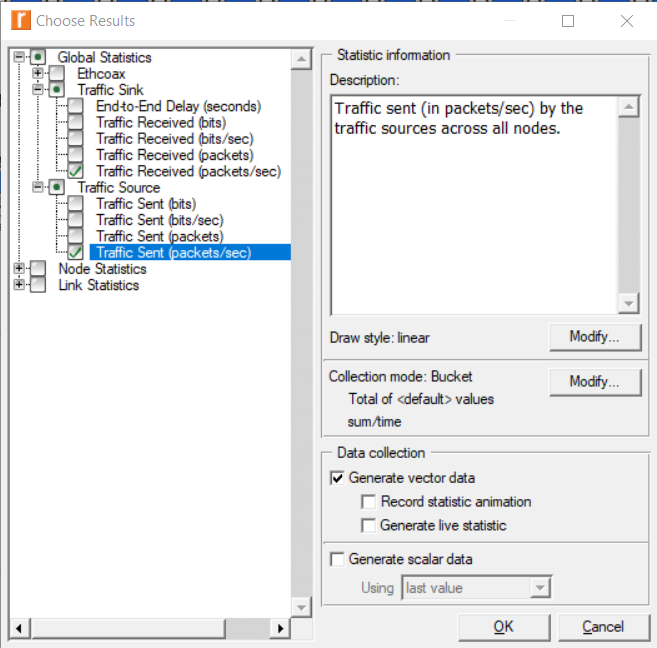 Choose Results
Global Statistics
Ethcoax
Traffic Sink
End-to-End Delay (seconds)
Traffic Received (bits)
Traffic Received (bits/sec)
Traffic Received (packets)
Traffic Received (packets/sec)
Traffic Source
Traffic Sent (bits)
Traffic Sent (bits/sec)
Traffic Sent (packets)
Traffic Sent (packets/sec)
Node Statistics
Link Statistics
Statistic information
Description:
Traffic sent (in packets/sec) by the
traffic sources across all nodes.
Draw style: linear
Modify...
Collection mode: Bucket
Modify...
Total of <default> values
sum/time
Data collection
Generate vector data
Record statistic animation
Generate live statistic
Generate scalar data
Using last value
OK
Cancel